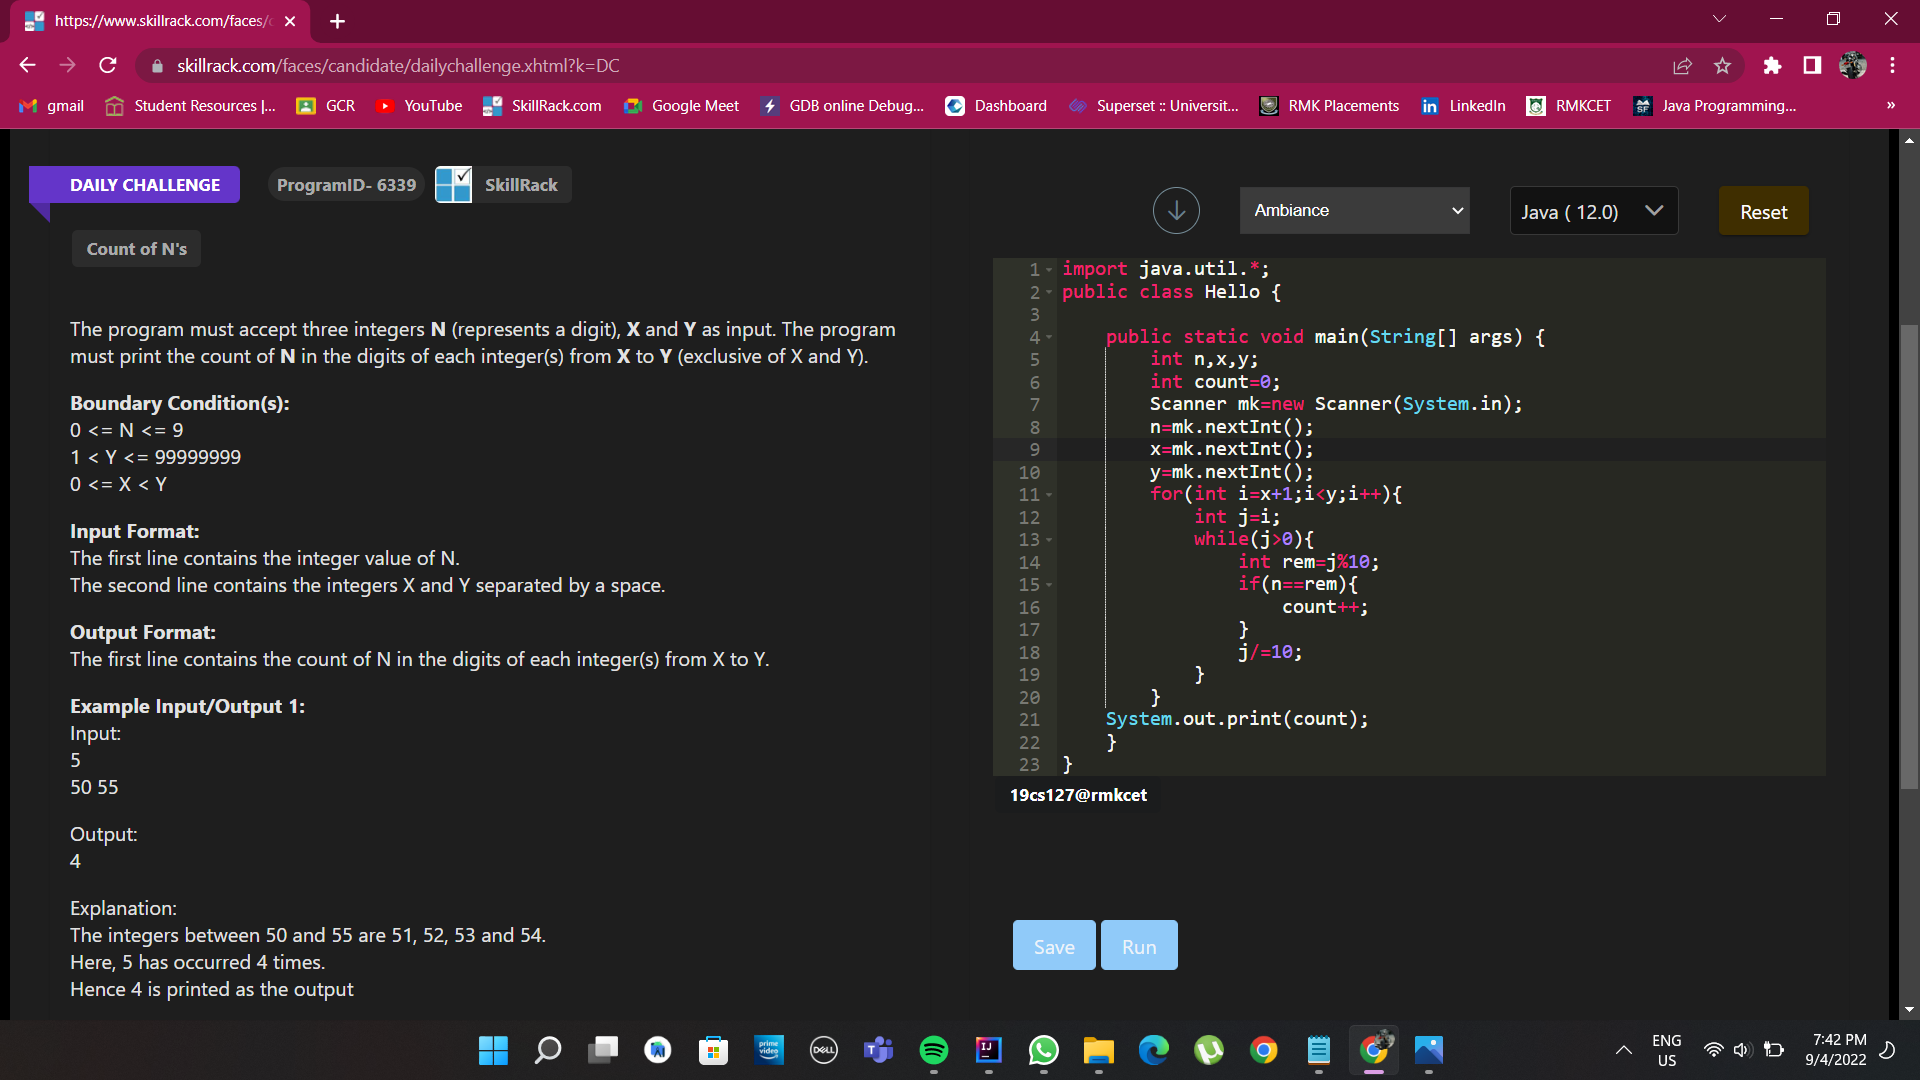 https://www.skillrack.com/faces/c
skillrack.com/faces/candidate/dailychallenge.xhtml?k=DC
gmail Student Resources |... GCR YouTube SkillRack.com Google Meet GDB online Debug... Dashboard Superset :: Universit... RMK Placements LinkedIn RMKCET Java Programming... »
DAILY CHALLENGE ProgramID- 6339 SkillRack
Count of N's
The program must accept three integers N (represents a digit), X and Y as input. The program
must print the count of N in the digits of each integer(s) from X to Y (exclusive of X and Y).
Boundary Condition(s):
0 <= N <= 9
1 < Y <= 99999999
0 <= X < Y
Input Format:
The first line contains the integer value of N.
The second line contains the integers X and Y separated by a space.
Output Format:
The first line contains the count of N in the digits of each integer(s) from X to Y.
Example Input/Output 1:
Input:
5
50 55
Output:
4
Explanation:
The integers between 50 and 55 are 51, 52, 53 and 54.
Here, 5 has occurred 4 times.
Hence 4 is printed as the output
Ambiance Java ( 12.0) Reset
1 import java.util.*;
2 public class Hello {
3
4 public static void main(String[] args) {
5 int n,x,y;
6 int count=0;
7 Scanner mk=new Scanner(System.in);
8 n=mk.nextInt();
9 x=mk.nextInt();
10 y=mk.nextInt();
11 for(int i=x+1;i<y;i++){
12 int j=i;
13 while(j>0){
14 int rem=j%10;
15 if(n==rem){
16 count++;
17 }
18 j/=10;
19 }
20 }
21 System.out.print(count);
22 }
23 }
19cs127@rmkcet
Save Run
prime video
DELL
T
IJ
ENG
US
7:42 PM
9/4/2022